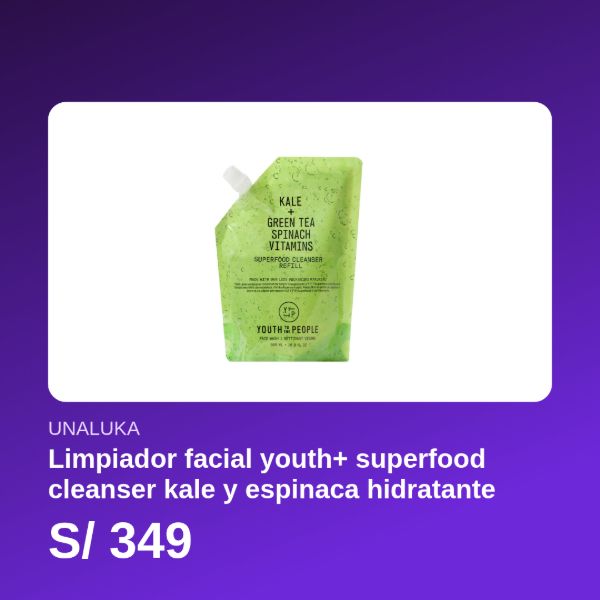 KALE
+
GREEN TEA
SPINACH
VITAMINS
SUPERFOOD CLEANSER
REFILL
YOUTH TO THE PEOPLE
UNALUKA
Limpiador facial youth+ superfood
cleanser kale y espinaca hidratante
S/ 349